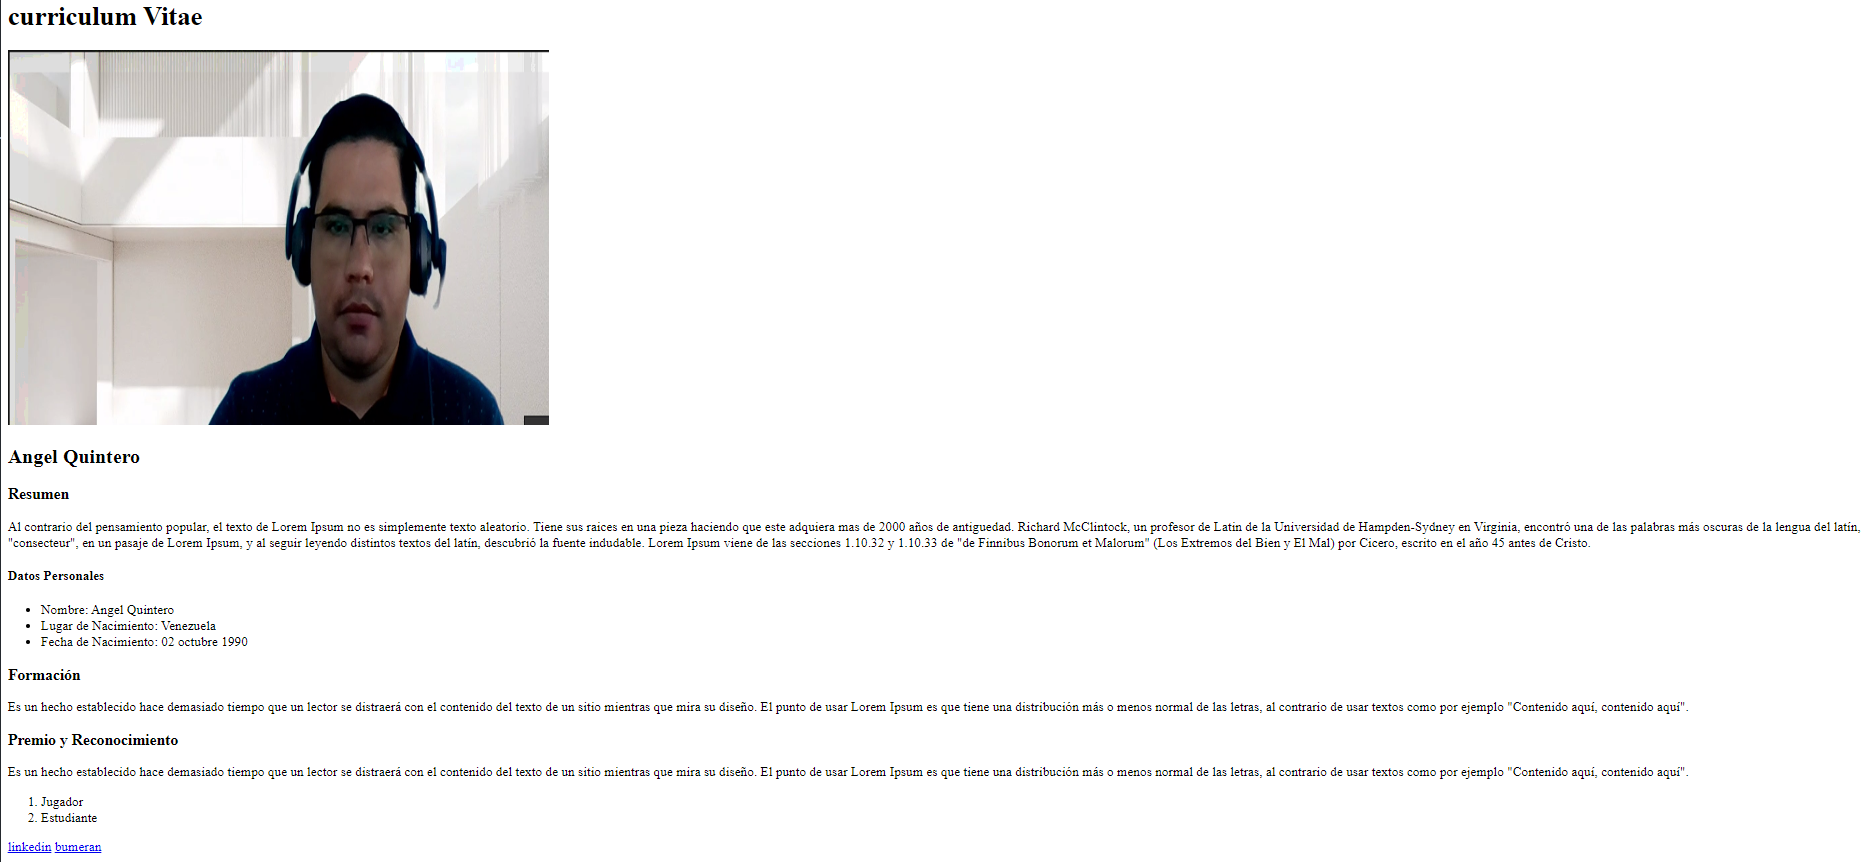 curriculum Vitae
Angel Quintero
Resumen
Al contrario del pensamiento popular, el texto de Lorem Ipsum no es simplemente texto aleatorio. Tiene sus raices en una pieza haciendo que este adquiera mas de 2000 años de antiguedad. Richard McClintock, un profesor de Latin de la Universidad de Hampden-Sydney en Virginia, encontró una de las palabras más oscuras de la lengua del latín,
"consecteur", en un pasaje de Lorem Ipsum, y al seguir leyendo distintos textos del latín, descubrió la fuente indudable. Lorem Ipsum viene de las secciones 1.10.32 y 1.10.33 de "de Finnibus Bonorum et Malorum" (Los Extremos del Bien y El Mal) por Cicero, escrito en el año 45 antes de Cristo.
Datos Personales
• Nombre: Angel Quintero
• Lugar de Nacimiento: Venezuela
• Fecha de Nacimiento: 02 octubre 1990
Formación
Es un hecho establecido hace demasiado tiempo que un lector se distraerá con el contenido del texto de un sitio mientras que mira su diseño. El punto de usar Lorem Ipsum es que tiene una distribución más o menos normal de las letras, al contrario de usar textos como por ejemplo "Contenido aquí, contenido aquí".
Premio y Reconocimiento
Es un hecho establecido hace demasiado tiempo que un lector se distraerá con el contenido del texto de un sitio mientras que mira su diseño. El punto de usar Lorem Ipsum es que tiene una distribución más o menos normal de las letras, al contrario de usar textos como por ejemplo "Contenido aquí, contenido aquí".
1. Jugador
2. Estudiante
linkedin bumeran